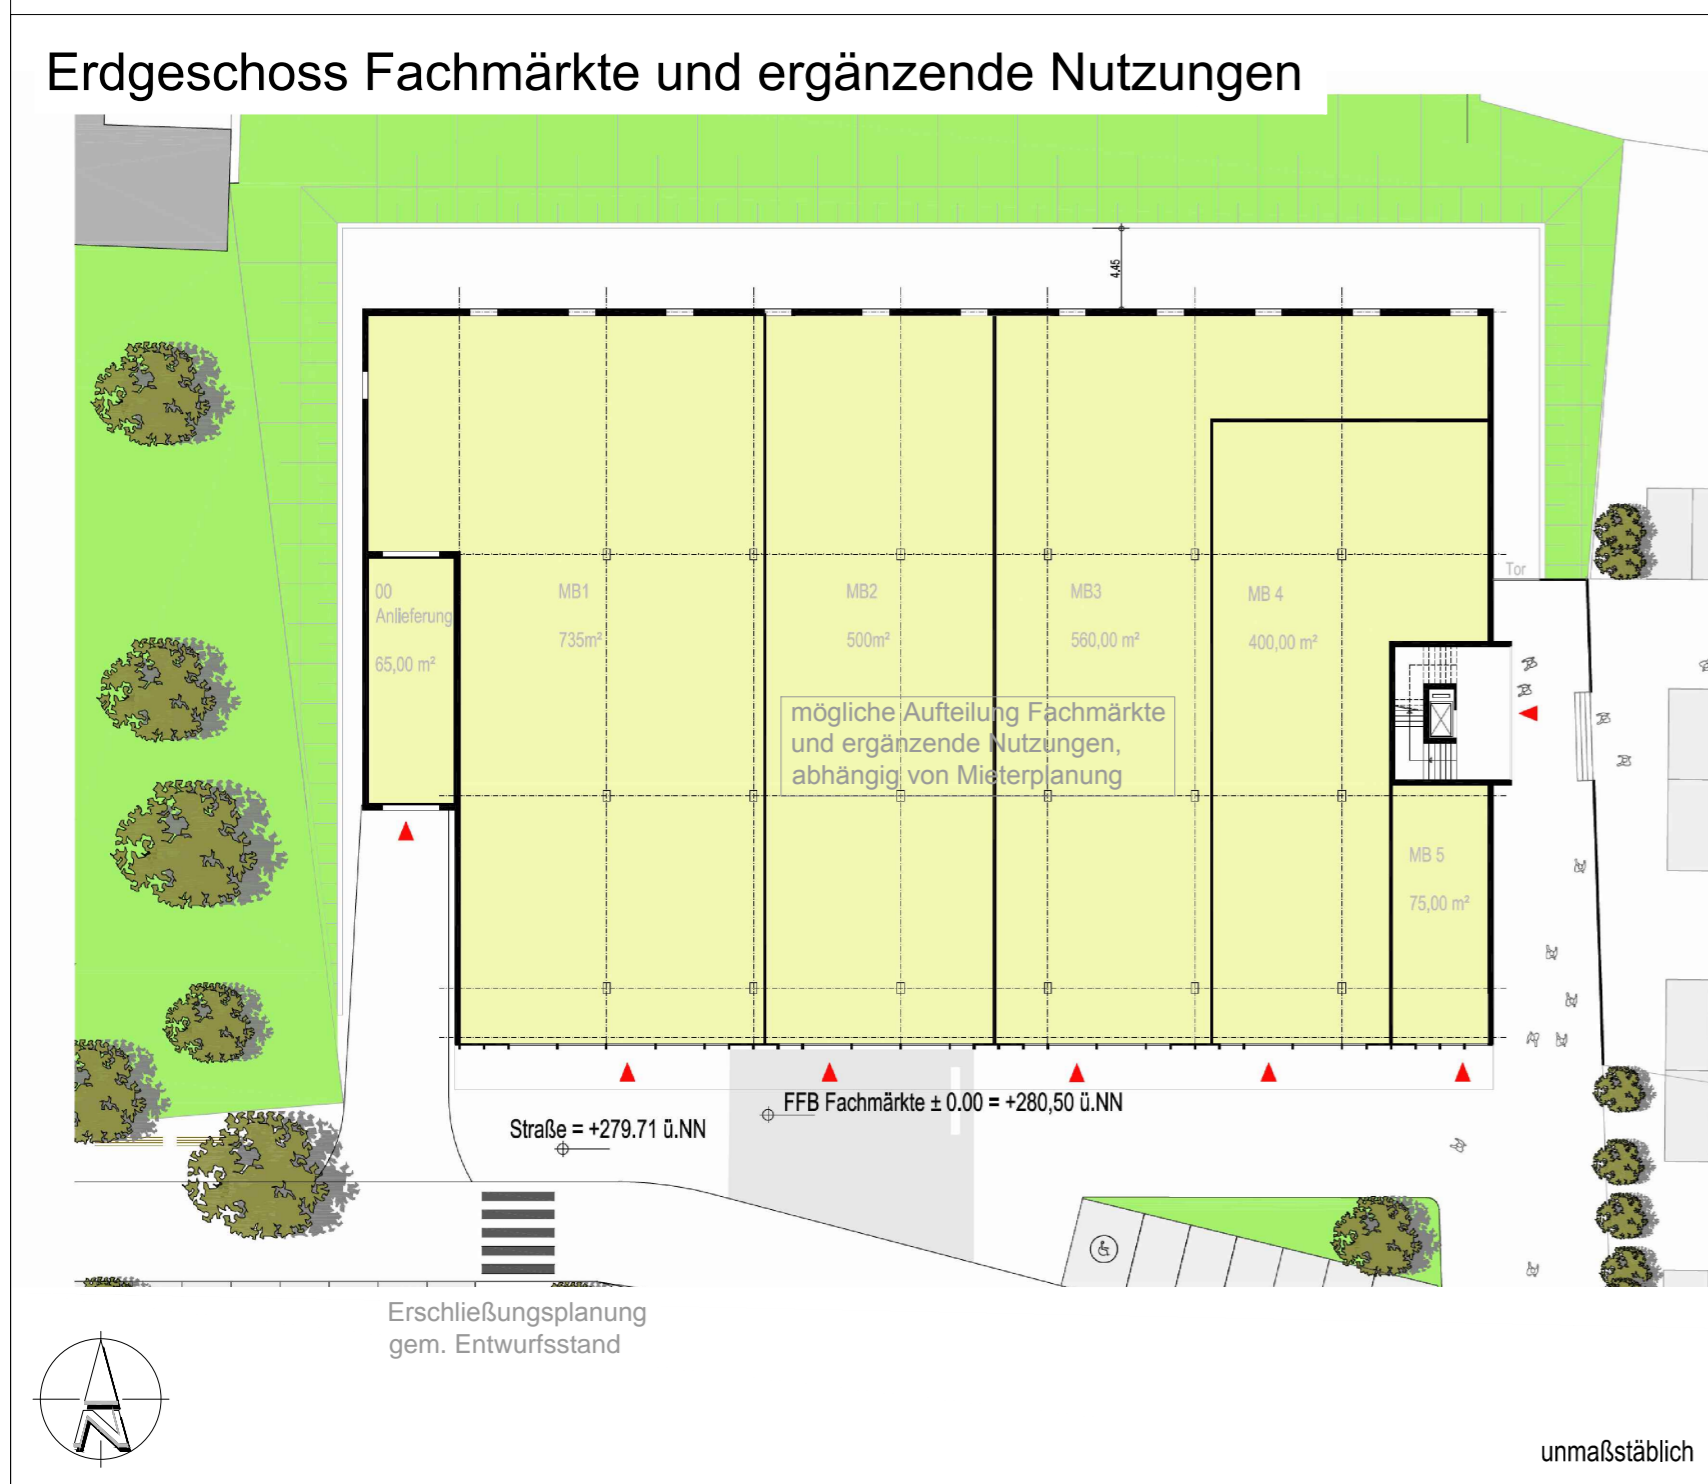 Erdgeschoss Fachmärkte und ergänzende Nutzungen
4.45
Tor
00
Anlieferung
65,00 m²
MB1
735m²
MB2
500m²
MB3
560,00 m²
MB 4
400,00 m²
mögliche Aufteilung Fachmärkte
und ergänzende Nutzungen,
abhängig von Mieterplanung
MB 5
75,00 m²
FFB Fachmärkte ± 0.00 = +280,50 ü.NN
Straße = +279.71 ü.NN
Erschließungsplanung
gem. Entwurfsstand
N
unmaßstäblich